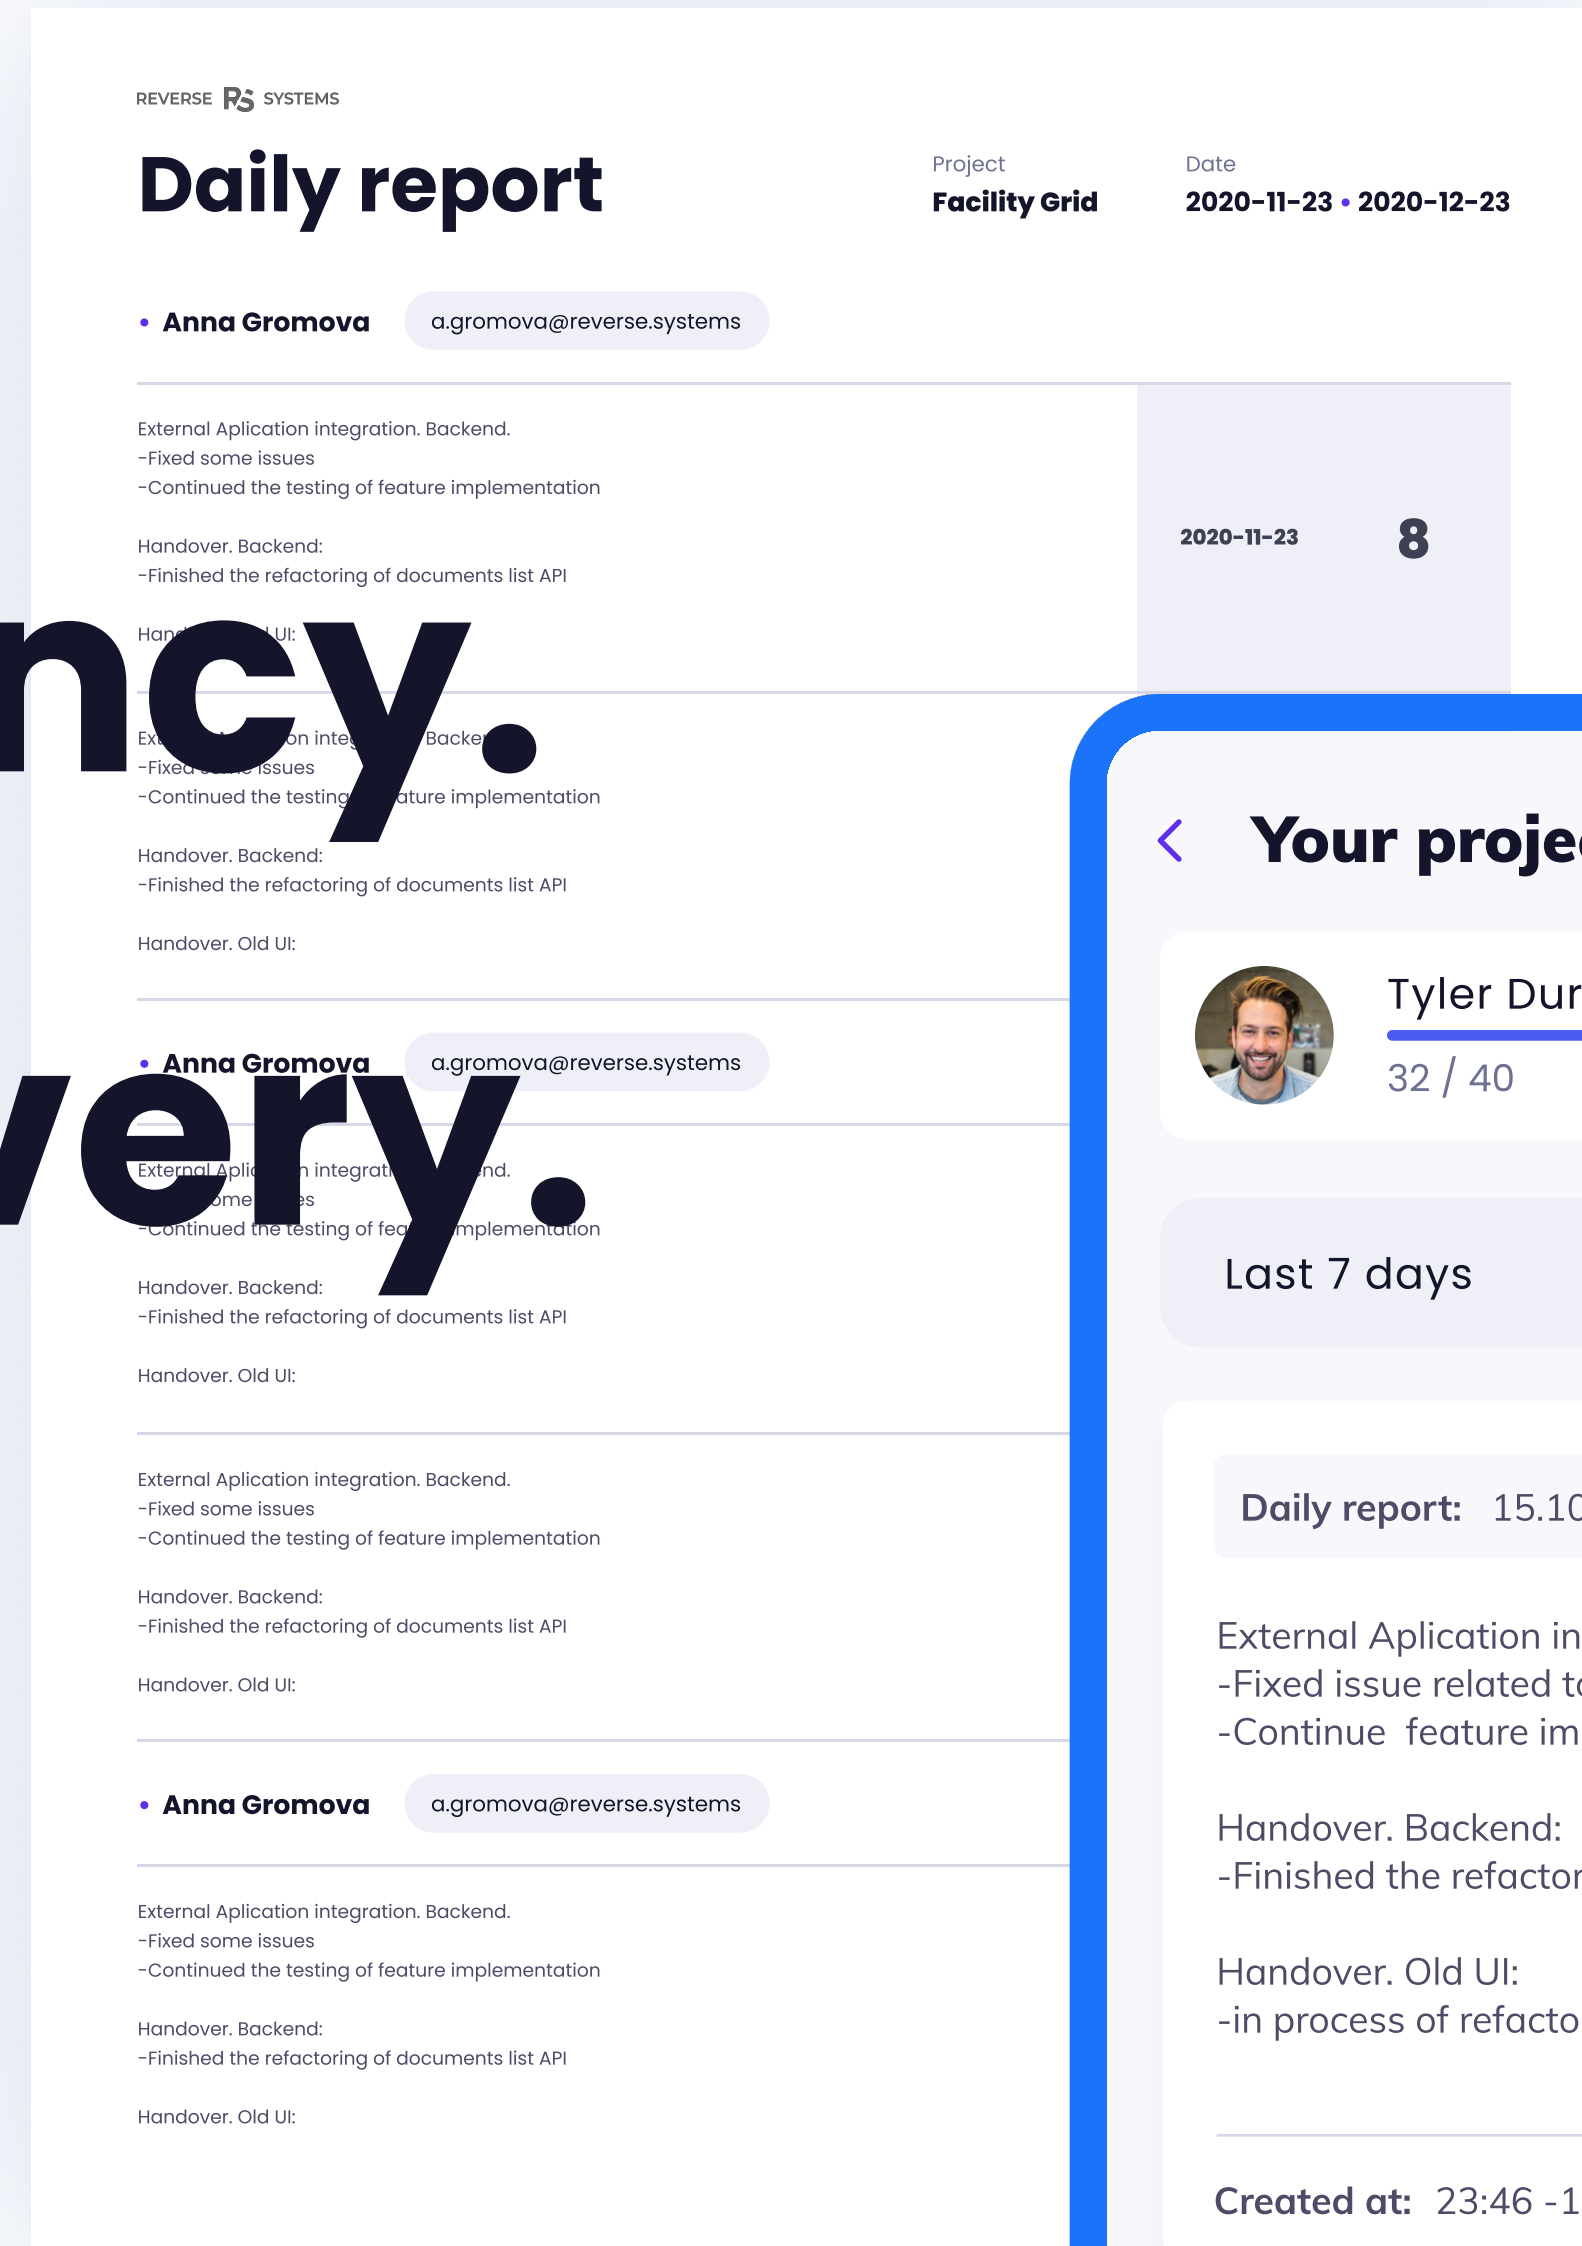 REVERSE RS SYSTEMS
Daily report
Project
Facility Grid
Date
2020-11-23 • 2020-12-23
• Anna Gromova
a.gromova@reverse.systems
External Aplication integration. Backend.
-Fixed some issues
-Continued the testing of feature implementation
Handover. Backend:
-Finished the refactoring of documents list API
UI:
2020-11-23
8
ncy.
-Fixed some issues
-Continued the testing ature implementation
Handover. Backend:
-Finished the refactoring of documents list API
Handover. Old UI:
• Anna Gromova
a.gromova@reverse.systems
very.
External
-Continued the testing of implementation
Handover. Backend:
-Finished the refactoring of documents list API
Handover. Old UI:
External Aplication integration. Backend.
-Fixed some issues
-Continued the testing of feature implementation
Handover. Backend:
-Finished the refactoring of documents list API
Handover. Old UI:
• Anna Gromova
a.gromova@reverse.systems
External Aplication integration. Backend.
-Fixed some issues
-Continued the testing of feature implementation
Handover. Backend:
-Finished the refactoring of documents list API
Handover. Old UI:
Your proje
Tyler Dur
32 / 40
Last 7 days
Daily report: 15.10
External Aplication in
-Fixed issue related to
-Continue feature im
Handover. Backend:
-Finished the refactor
Handover. Old UI:
-in process of refacto
Created at: 23:46 -1